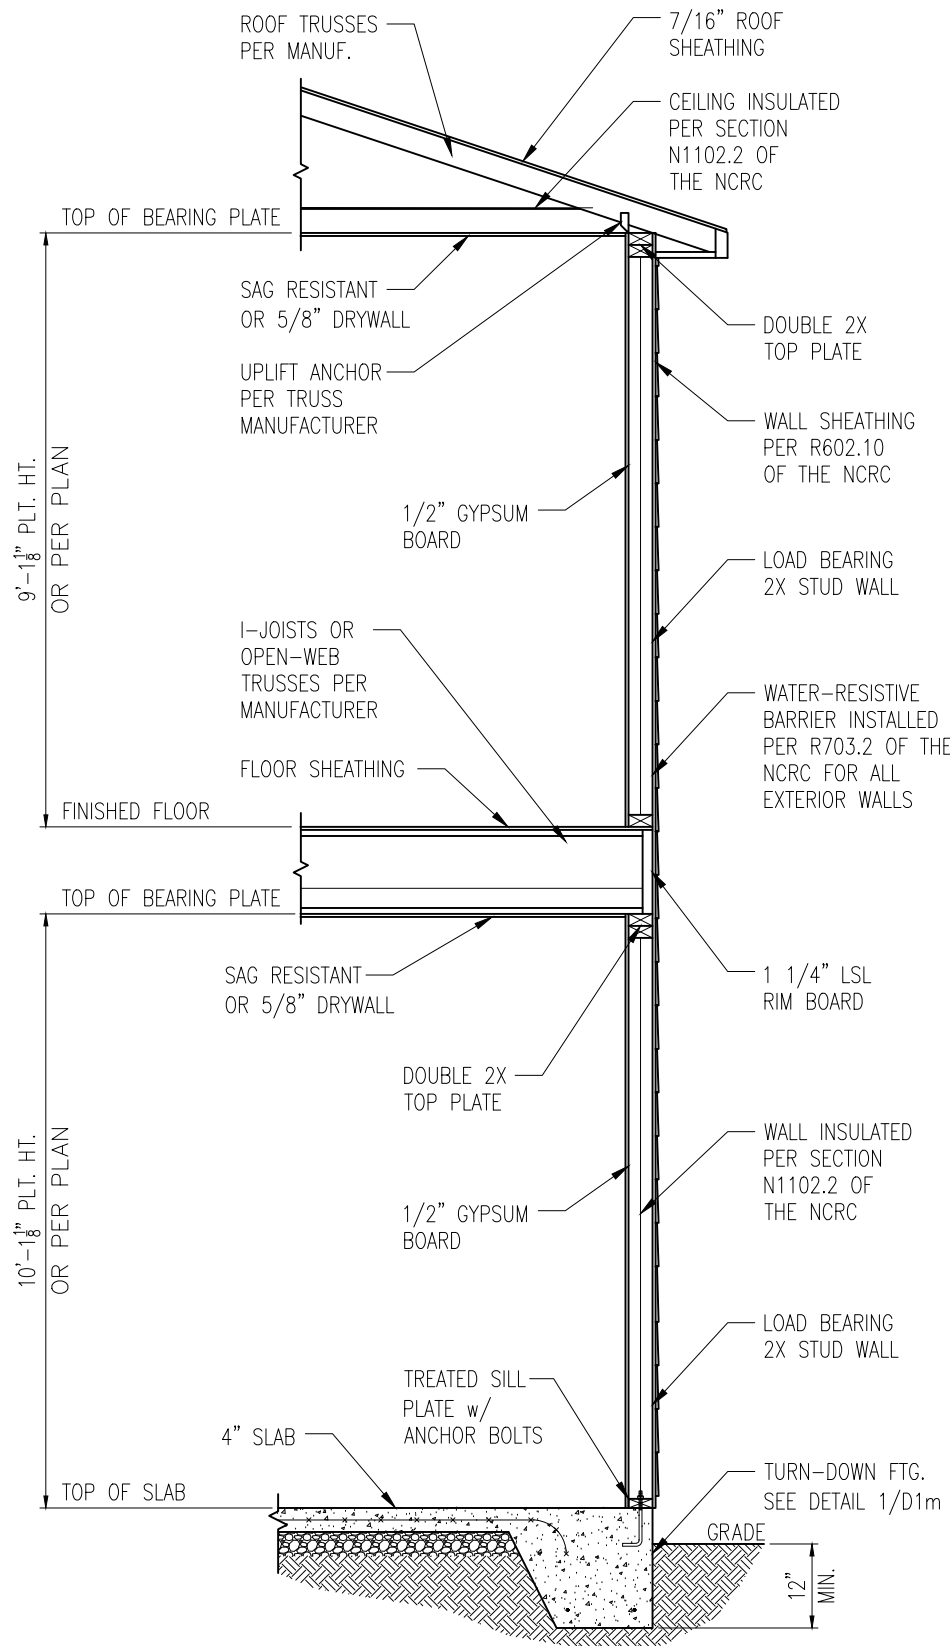 ROOF TRUSSES
PER MANUF.
7/16" ROOF
SHEATHING
CEILING INSULATED
PER SECTION
N1102.2 OF
THE NCRC
TOP OF BEARING PLATE
SAG RESISTANT
OR 5/8" DRYWALL
DOUBLE 2X
TOP PLATE
UPLIFT ANCHOR
PER TRUSS
MANUFACTURER
WALL SHEATHING
PER R602.10
OF THE NCRC
9'-1⅛" PLT. HT.
OR PER PLAN
1/2" GYPSUM
BOARD
LOAD BEARING
2X STUD WALL
I-JOISTS OR
OPEN-WEB
TRUSSES PER
MANUFACTURER
WATER-RESISTIVE
BARRIER INSTALLED
PER R703.2 OF THE
NCRC FOR ALL
EXTERIOR WALLS
FLOOR SHEATHING
FINISHED FLOOR
TOP OF BEARING PLATE
SAG RESISTANT
OR 5/8" DRYWALL
1 1/4" LSL
RIM BOARD
DOUBLE 2X
TOP PLATE
WALL INSULATED
PER SECTION
N1102.2 OF
THE NCRC
10'-1⅛" PLT. HT.
OR PER PLAN
1/2" GYPSUM
BOARD
LOAD BEARING
2X STUD WALL
TREATED SILL
PLATE w/
ANCHOR BOLTS
4" SLAB
TOP OF SLAB
TURN-DOWN FTG.
SEE DETAIL 1/D1m
GRADE
12"
MIN.